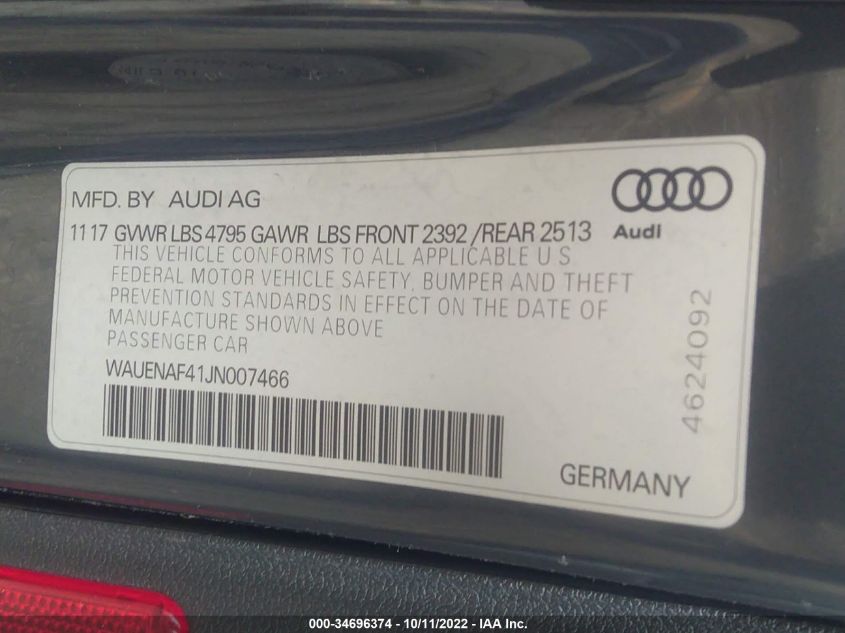 MFD. BY AUDI AG
Audi
11 17 GVWR LBS 4795 GAWR LBS FRONT 2392 /REAR 2513
THIS VEHICLE CONFORMS TO ALL APPLICABLE U S
FEDERAL MOTOR VEHICLE SAFETY, BUMPER AND THEFT
PREVENTION STANDARDS IN EFFECT ON THE DATE OF
MANUFACTURE SHOWN ABOVE
PASSENGER CAR
WAUENAF41JN007466
4624092
GERMANY
000-34696374 - 10/11/2022 - IAA Inc.